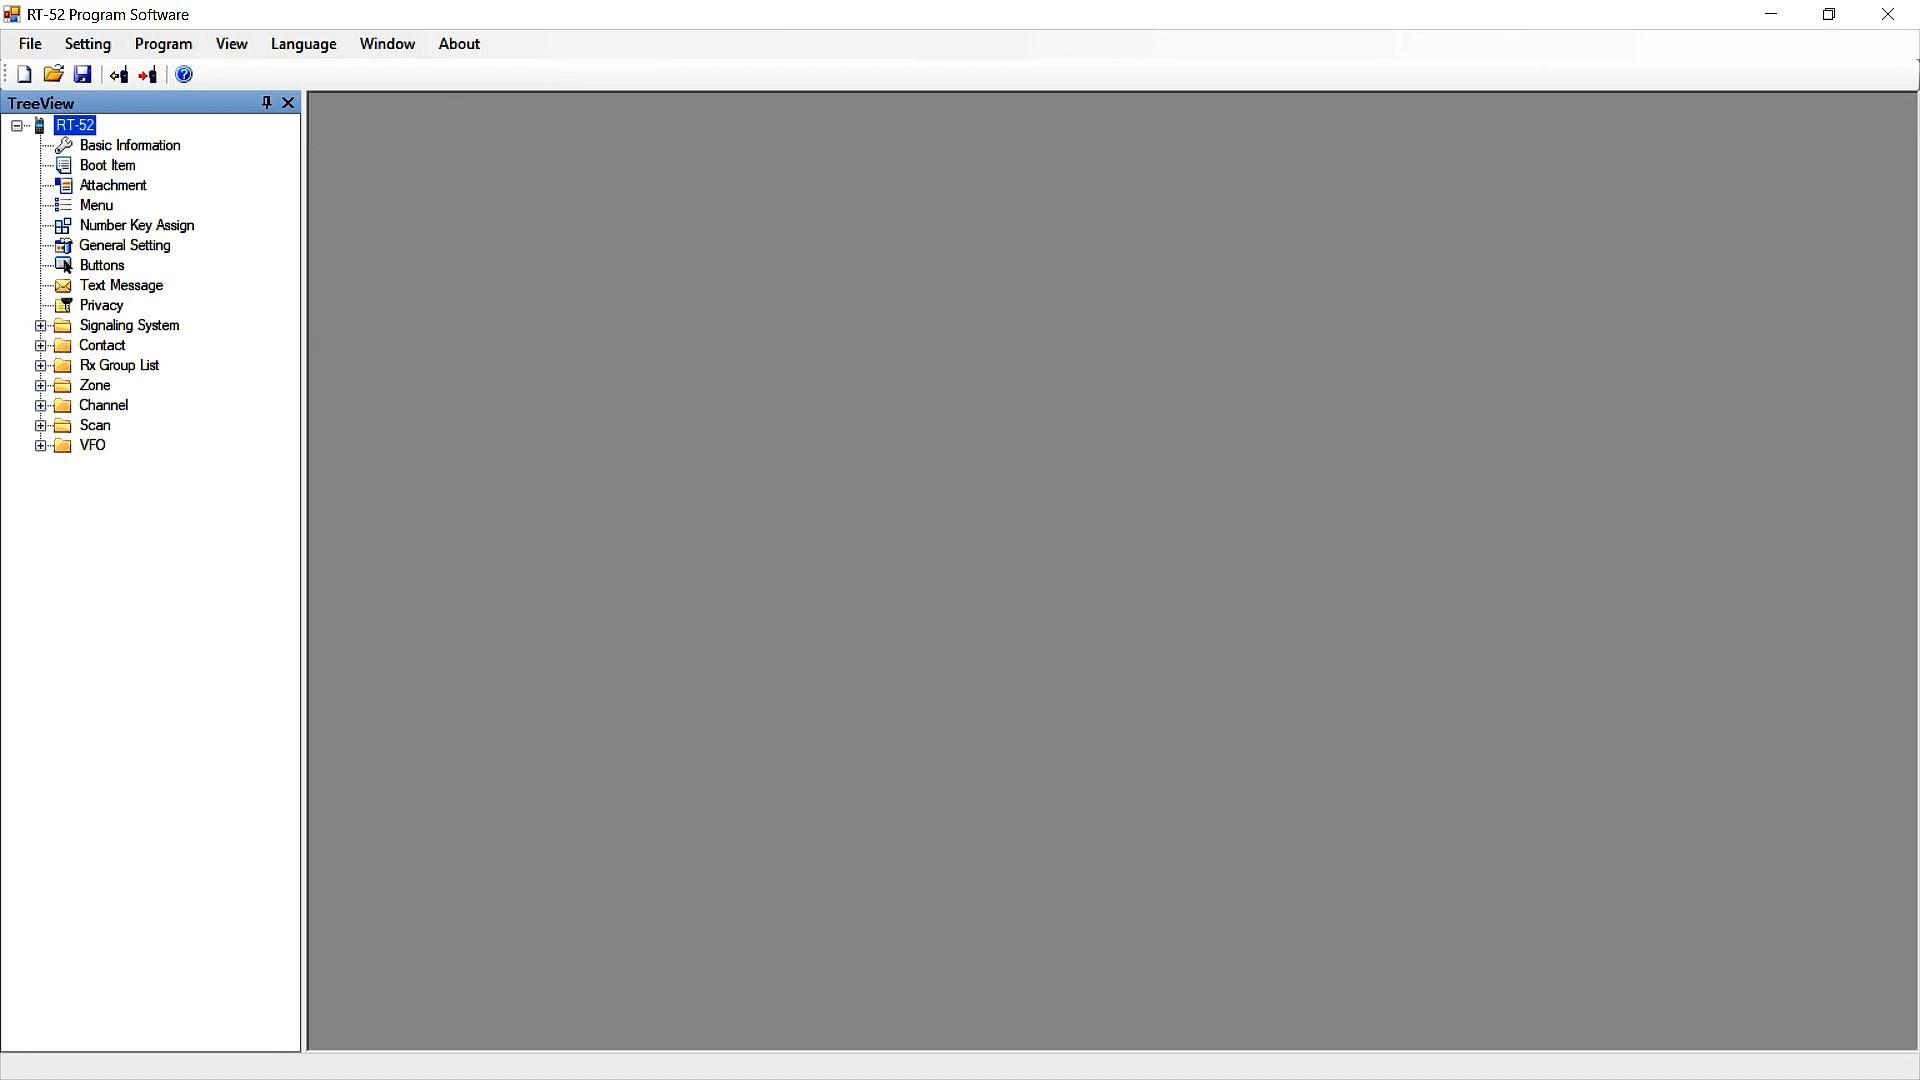 RT-52 Program Software
File Setting Program View Language Window About
TreeView
RT-52
Basic Information
Boot Item
Attachment
Menu
Number Key Assign
General Setting
Buttons
Text Message
Privacy
Signaling System
Contact
Rx Group List
Zone
Channel
Scan
VFO